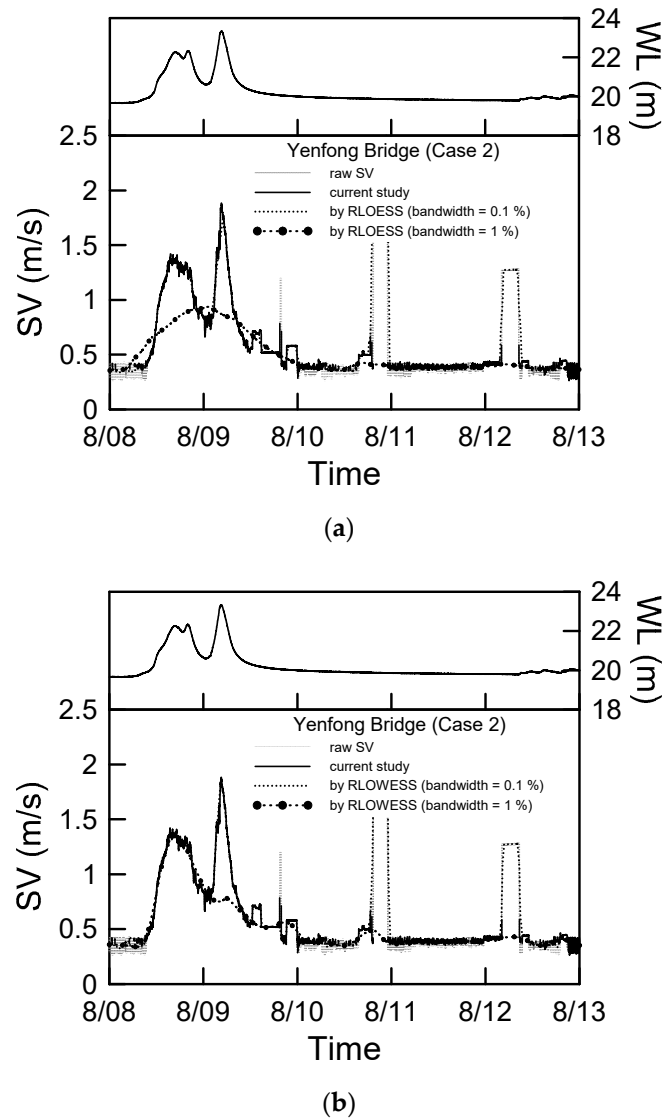 24
22
20
18
WL (m)
2.5
2
1.5
1
0.5
0
SV (m/s)
Yenfong Bridge (Case 2)
raw SV
current study
by RLOESS (bandwidth = 0.1 %)
by RLOESS (bandwidth = 1 %)
8/08 8/09 8/10 8/11 8/12 8/13
Time
(a)
24
22
20
18
WL (m)
2.5
2
1.5
1
0.5
0
SV (m/s)
Yenfong Bridge (Case 2)
raw SV
current study
by RLOWESS (bandwidth = 0.1 %)
by RLOWESS (bandwidth = 1 %)
8/08 8/09 8/10 8/11 8/12 8/13
Time
(b)